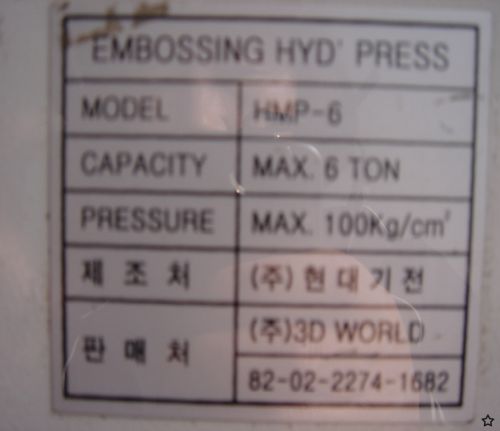 EMBOSSING HYD' PRESS
MODEL HMP-6
CAPACITY MAX. 6 TON
PRESSURE MAX. 100Kg/cm²
제 조 처 (주) 현 대 기 전
판 매 처 (주)3D WORLD
82-02-2274-1682